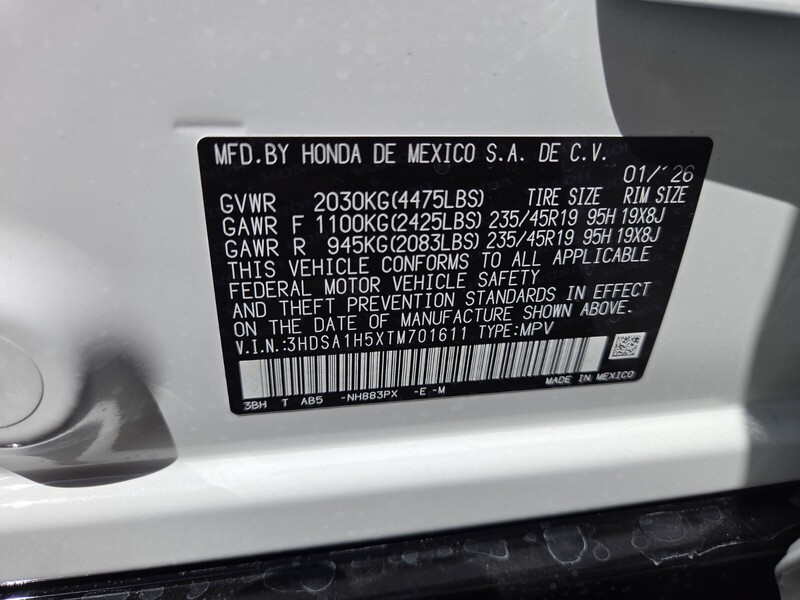 MFD.BY HONDA DE MEXICO S.A. DE C.V.
01/'26
GVWR 2030KG(4475LBS) TIRE SIZE RIM SIZE
GAWR F 1100KG(2425LBS) 235/45R19 95H 19X8J
GAWR R 945KG(2083LBS) 235/45R19 95H 19X8J
THIS VEHICLE CONFORMS TO ALL APPLICABLE
FEDERAL MOTOR VEHICLE SAFETY
AND THEFT PREVENTION STANDARDS IN EFFECT
ON THE DATE OF MANUFACTURE SHOWN ABOVE.
V.I.N.:3HDSA1H5XTM701611 TYPE:MPV
MADE IN MEXICO
3BH T AB5 -NH883PX -E -M